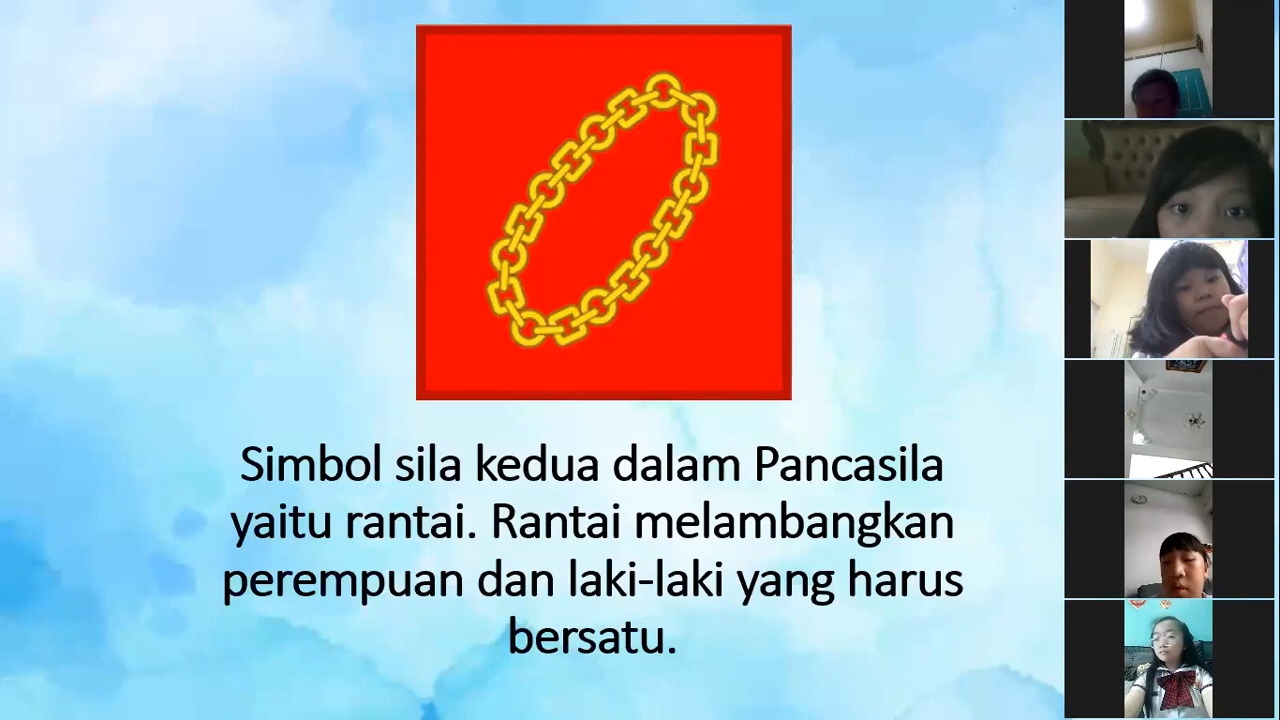 Simbol sila kedua dalam Pancasila
yaitu rantai. Rantai melambangkan
perempuan dan laki-laki yang harus
bersatu.